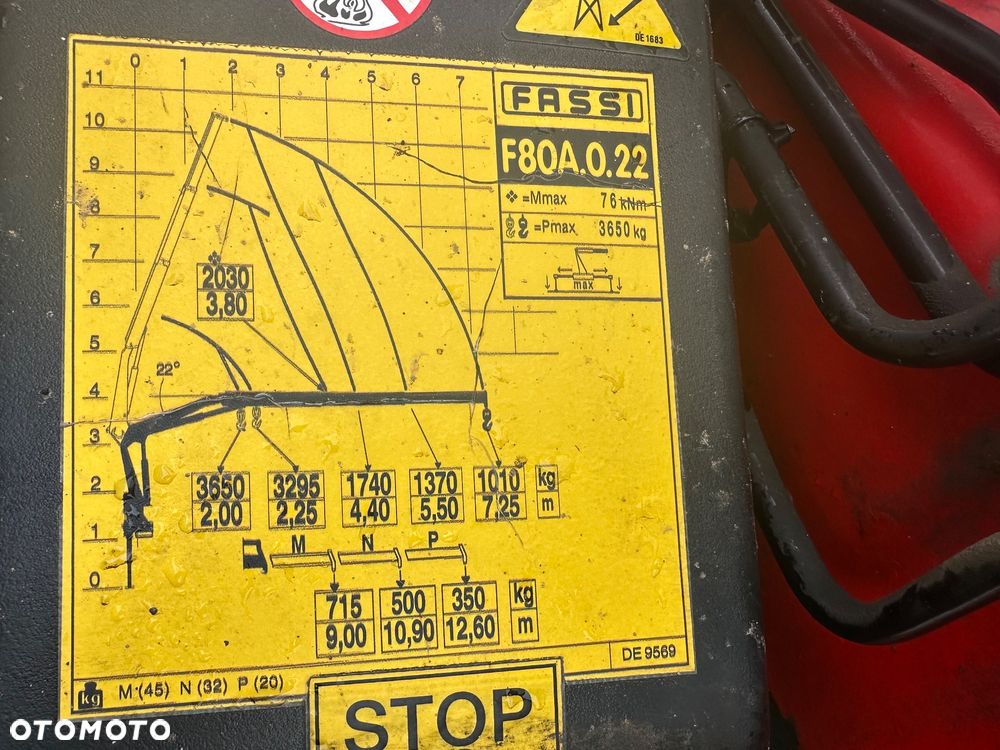 DE 1683
0 1 2 3 4 5 6 7
11
10
9
8
7
6
5
4
3
2
1
0
FASSI
F80A.0.22
=Mmax 76 kNm
=Pmax 3650 kg
max
2030
3,80
22°
3650 3295 1740 1370 1010 kg
2,00 2,25 4,40 5,50 7,25 m
M N P
715 500 350 kg
9,00 10,90 12,60 m
DE 9569
kg M (45) N (32) P (20)
STOP
OTOMOTO